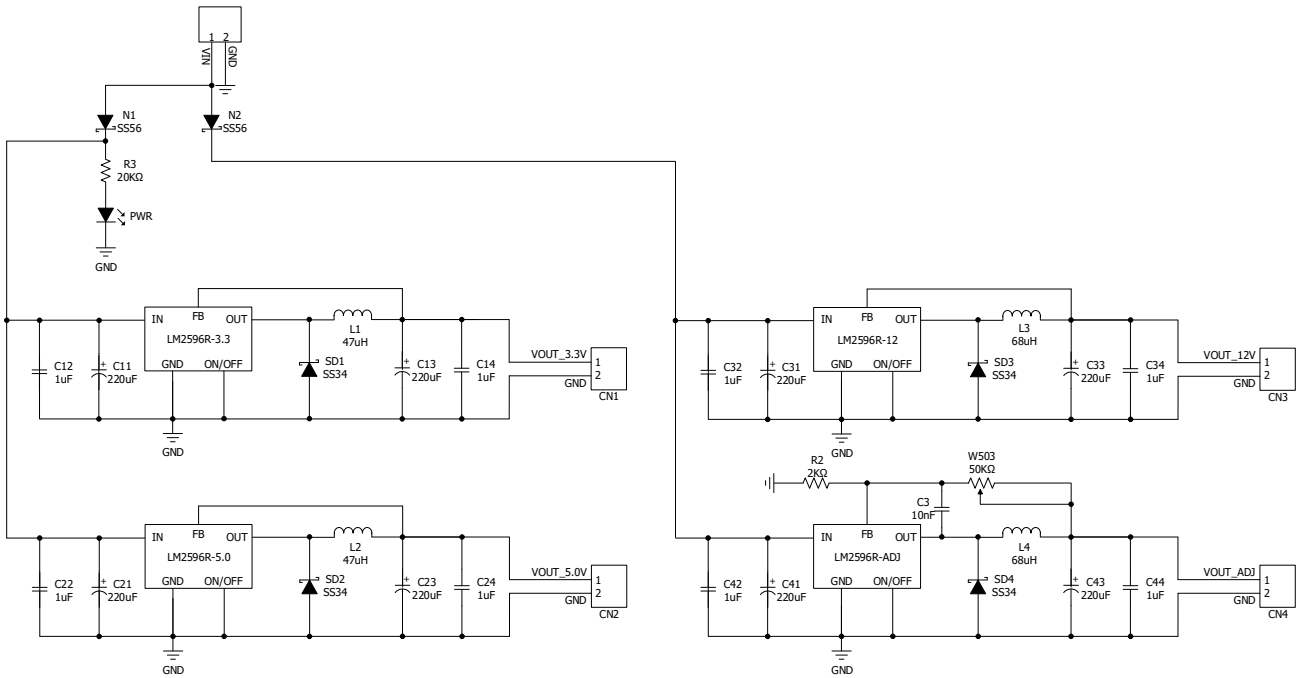 1 2
VIN
GND
N1
SS56
N2
SS56
R3
20KΩ
PWR
GND
IN
FB
OUT
LM2596R-3.3
GND
ON/OFF
L1
47uH
C12
1uF
C11
220uF
SD1
SS34
C13
220uF
C14
1uF
VOUT_3.3V
GND
1
2
CN1
GND
IN
FB
OUT
LM2596R-12
GND
ON/OFF
L3
68uH
C32
1uF
C31
220uF
SD3
SS34
C33
220uF
C34
1uF
VOUT_12V
GND
1
2
CN3
GND
IN
FB
OUT
LM2596R-5.0
GND
ON/OFF
L2
47uH
C22
1uF
C21
220uF
SD2
SS34
C23
220uF
C24
1uF
VOUT_5.0V
GND
1
2
CN2
GND
R2
2KΩ
W503
50KΩ
C3
10nF
IN
FB
OUT
LM2596R-ADJ
GND
ON/OFF
L4
68uH
C42
1uF
C41
220uF
SD4
SS34
C43
220uF
C44
1uF
VOUT_ADJ
GND
1
2
CN4
GND